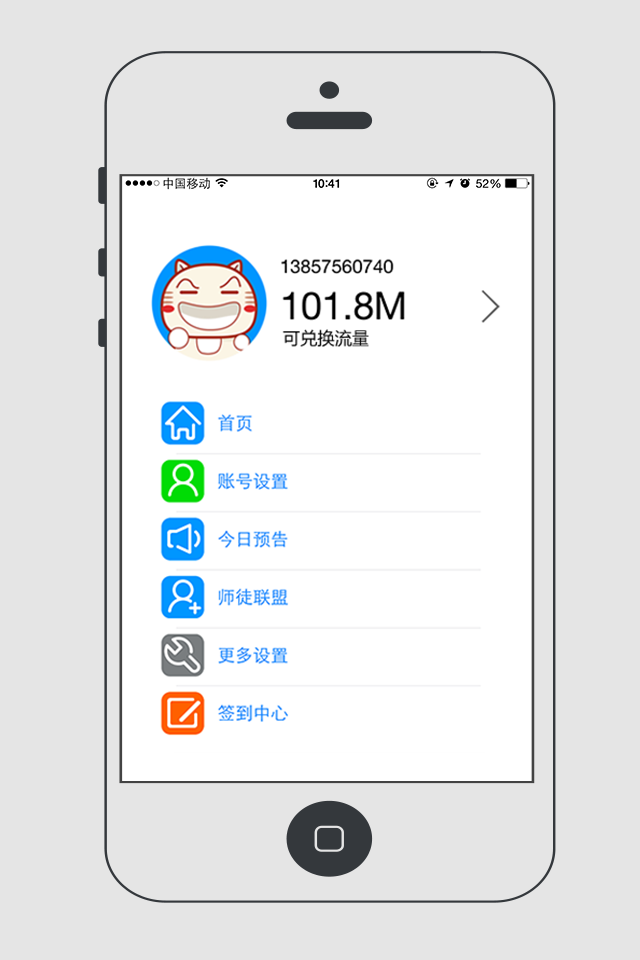 中国移动 10:41 52%
13857560740
101.8M
可兑换流量
首页
账号设置
今日预告
师徒联盟
更多设置
签到中心